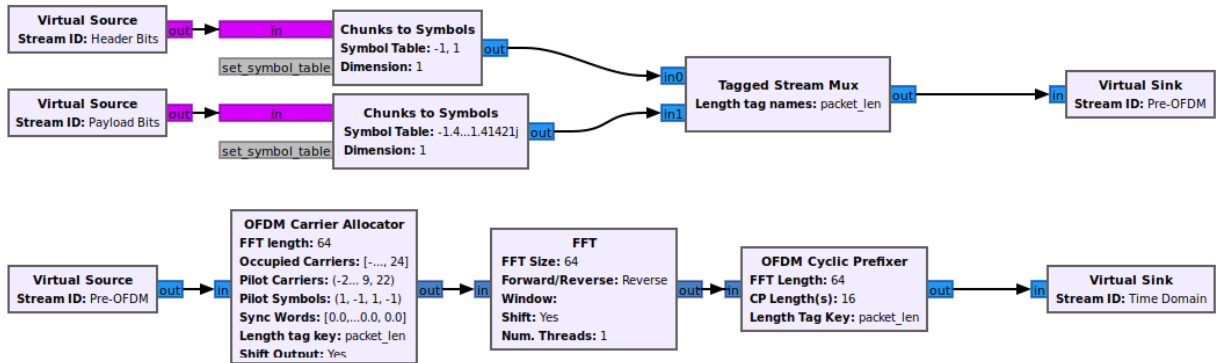 Virtual Source
Stream ID: Header Bits
out
in
set_symbol_table
Chunks to Symbols
Symbol Table: -1, 1
Dimension: 1
out
Virtual Source
Stream ID: Payload Bits
out
in
set_symbol_table
Chunks to Symbols
Symbol Table: -1.4...1.41421j
Dimension: 1
out
in0
in1
Tagged Stream Mux
Length tag names: packet_len
out
in
Virtual Sink
Stream ID: Pre-OFDM
Virtual Source
Stream ID: Pre-OFDM
out
in
OFDM Carrier Allocator
FFT length: 64
Occupied Carriers: [-..., 24]
Pilot Carriers: (-2... 9, 22)
Pilot Symbols: (1, -1, 1, -1)
Sync Words: [0.0,...0.0, 0.0]
Length tag key: packet_len
Shift Output: Yes
out
in
FFT
FFT Size: 64
Forward/Reverse: Reverse
Window:
Shift: Yes
Num. Threads: 1
out
in
OFDM Cyclic Prefixer
FFT Length: 64
CP Length(s): 16
Length Tag Key: packet_len
out
in
Virtual Sink
Stream ID: Time Domain